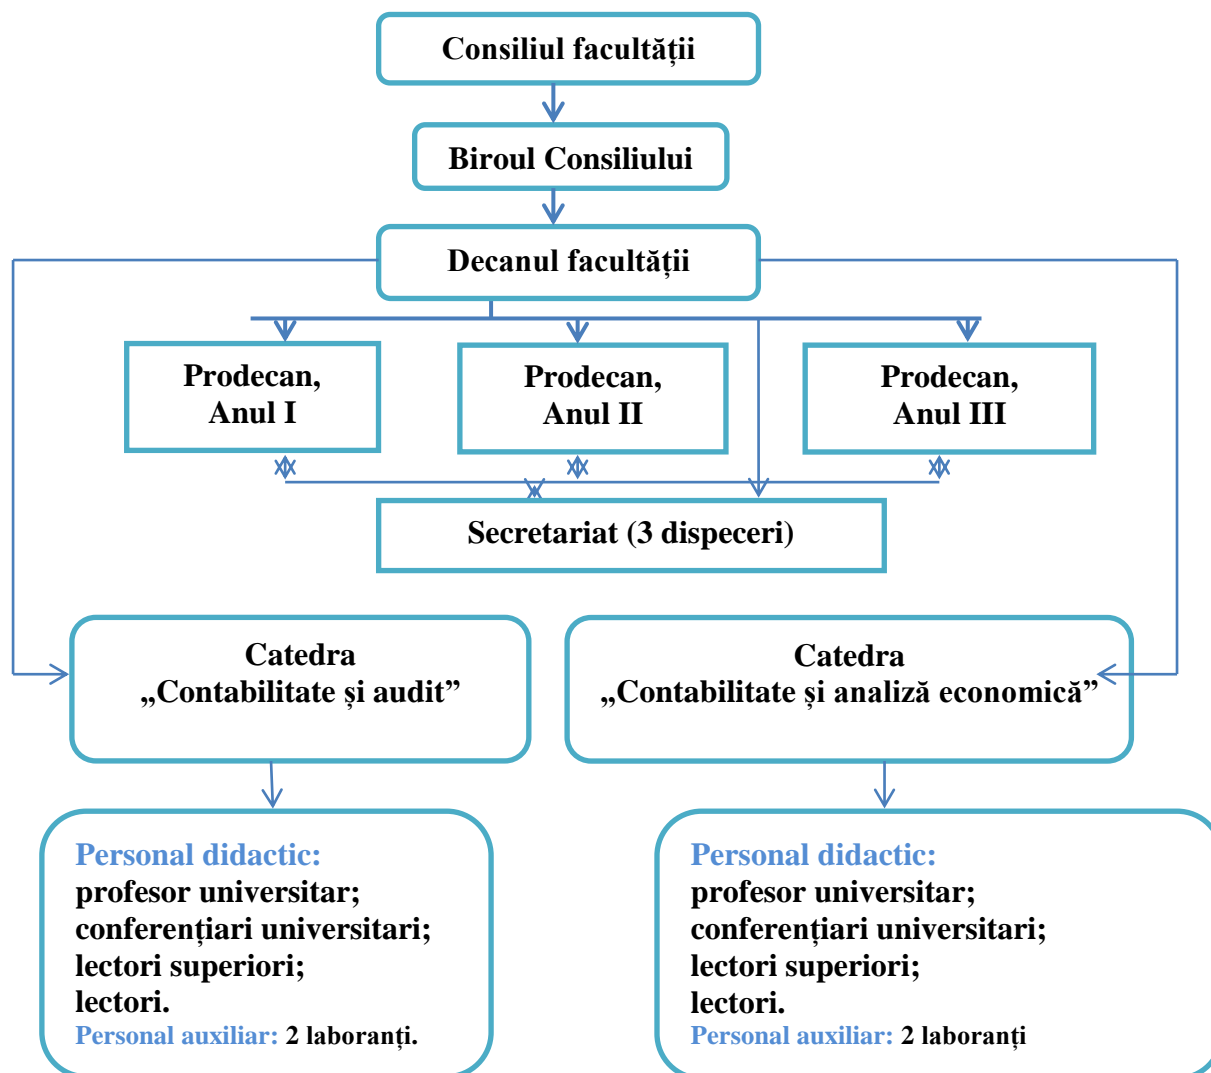 Consiliul facultății
Biroul Consiliului
Decanul facultății
Prodecan,
Anul I
Prodecan,
Anul II
Prodecan,
Anul III
Secretariat (3 dispeceri)
Catedra
„Contabilitate și audit”
Catedra
„Contabilitate și analiză economică”
Personal didactic:
profesor universitar;
conferențiari universitari;
lectori superiori;
lectori.
Personal auxiliar: 2 laboranți.
Personal didactic:
profesor universitar;
conferențiari universitari;
lectori superiori;
lectori.
Personal auxiliar: 2 laboranți